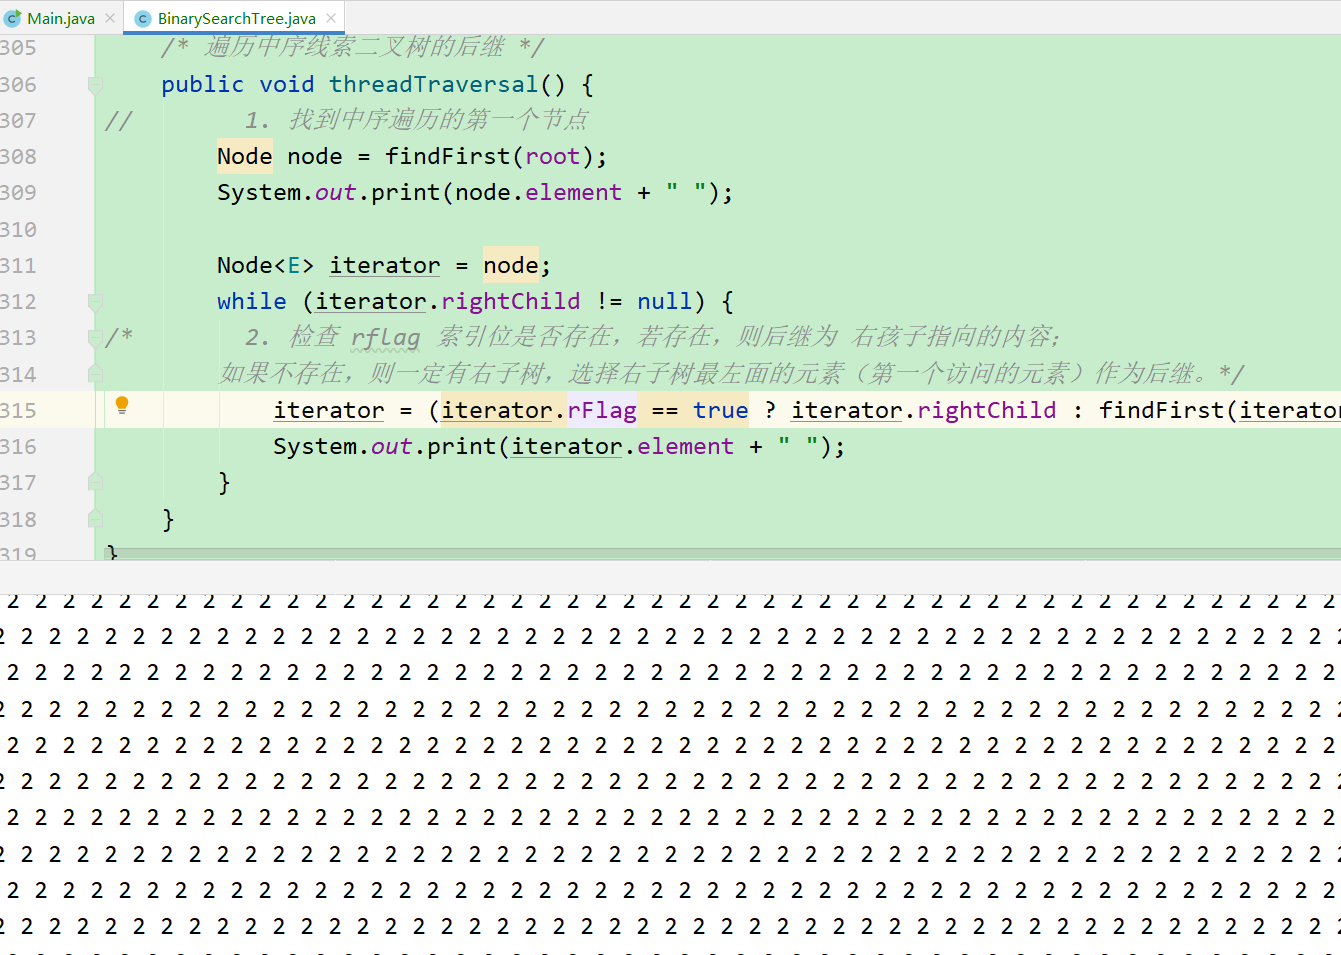 Main.java
BinarySearchTree.java
305 /* 遍历中序线索二叉树的后继 */
306 public void threadTraversal() {
307 // 1. 找到中序遍历的第一个节点
308 Node node = findFirst(root);
309 System.out.print(node.element + " ");
310
311 Node<E> iterator = node;
312 while (iterator.rightChild != null) {
313 /* 2. 检查 rflag 索引位是否存在，若存在，则后继为 右孩子指向的内容；
314 如果不存在，则一定有右子树，选择右子树最左面的元素（第一个访问的元素）作为后继。*/
315 iterator = (iterator.rFlag == true ? iterator.rightChild : findFirst(iterator
316 System.out.print(iterator.element + " ");
317 }
318 }
319 }
2 2 2 2 2 2 2 2 2 2 2 2 2 2 2 2 2 2 2 2 2 2 2 2 2 2 2 2 2 2 2 2 2 2 2 2 2 2 2 2 2 2 2 2 2 2 2 2
2 2 2 2 2 2 2 2 2 2 2 2 2 2 2 2 2 2 2 2 2 2 2 2 2 2 2 2 2 2 2 2 2 2 2 2 2 2 2 2 2 2 2 2 2 2 2 2 2
2 2 2 2 2 2 2 2 2 2 2 2 2 2 2 2 2 2 2 2 2 2 2 2 2 2 2 2 2 2 2 2 2 2 2 2 2 2 2 2 2 2 2 2 2 2 2 2
2 2 2 2 2 2 2 2 2 2 2 2 2 2 2 2 2 2 2 2 2 2 2 2 2 2 2 2 2 2 2 2 2 2 2 2 2 2 2 2 2 2 2 2 2 2 2 2 2
2 2 2 2 2 2 2 2 2 2 2 2 2 2 2 2 2 2 2 2 2 2 2 2 2 2 2 2 2 2 2 2 2 2 2 2 2 2 2 2 2 2 2 2 2 2 2 2
2 2 2 2 2 2 2 2 2 2 2 2 2 2 2 2 2 2 2 2 2 2 2 2 2 2 2 2 2 2 2 2 2 2 2 2 2 2 2 2 2 2 2 2 2 2 2 2 2
2 2 2 2 2 2 2 2 2 2 2 2 2 2 2 2 2 2 2 2 2 2 2 2 2 2 2 2 2 2 2 2 2 2 2 2 2 2 2 2 2 2 2 2 2 2 2 2
2 2 2 2 2 2 2 2 2 2 2 2 2 2 2 2 2 2 2 2 2 2 2 2 2 2 2 2 2 2 2 2 2 2 2 2 2 2 2 2 2 2 2 2 2 2 2 2 2
2 2 2 2 2 2 2 2 2 2 2 2 2 2 2 2 2 2 2 2 2 2 2 2 2 2 2 2 2 2 2 2 2 2 2 2 2 2 2 2 2 2 2 2 2 2 2 2
2 2 2 2 2 2 2 2 2 2 2 2 2 2 2 2 2 2 2 2 2 2 2 2 2 2 2 2 2 2 2 2 2 2 2 2 2 2 2 2 2 2 2 2 2 2 2 2 2